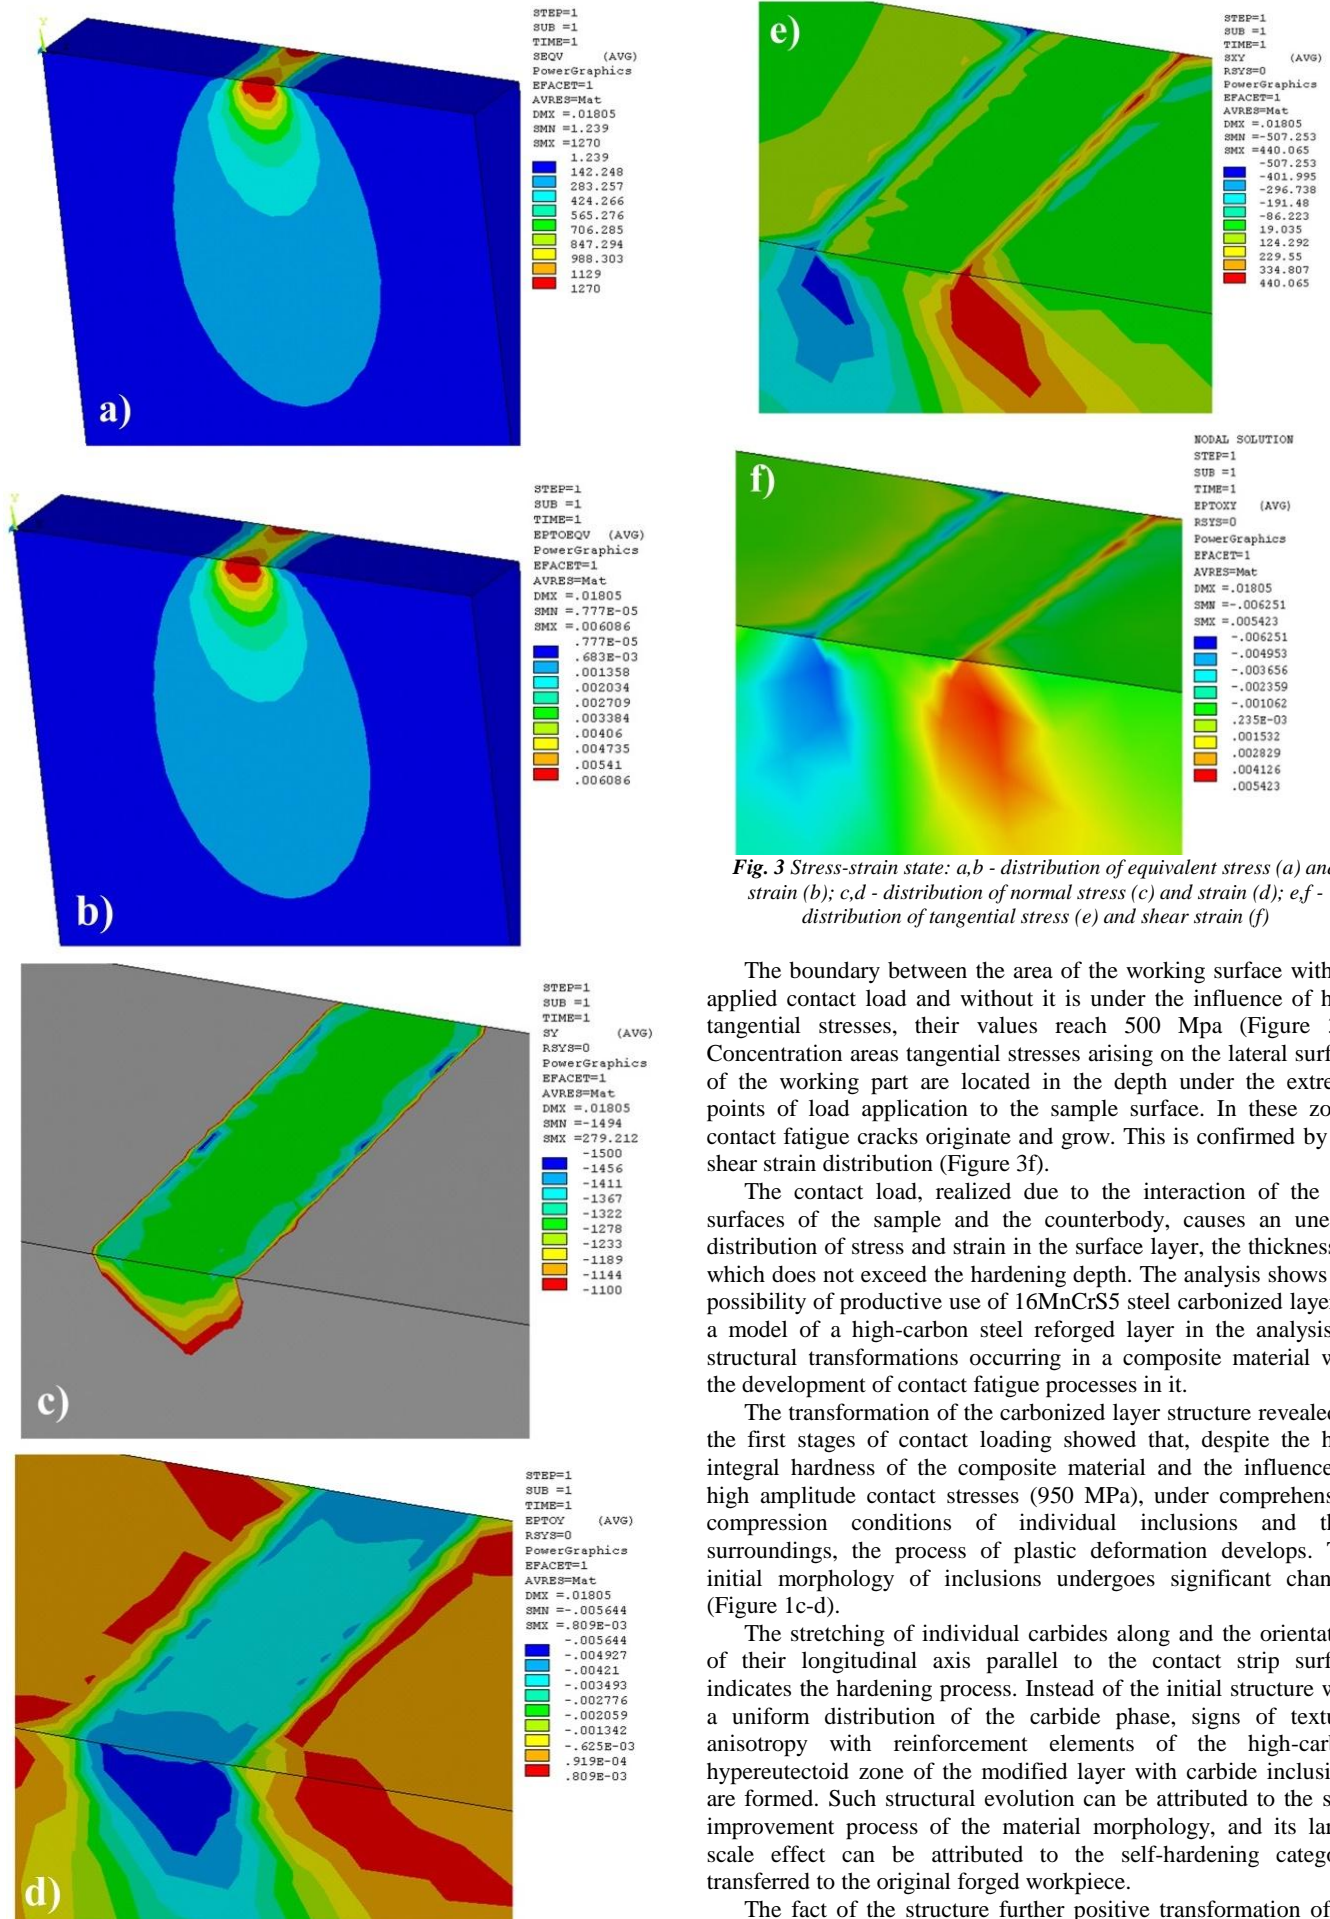 a)
STEP=1
SUB =1
TIME=1
SEQV (AVG)
PowerGraphics
EFACET=1
AVRES=Mat
DMX =.01805
SMN =1.239
SMX =1270
1.239
142.248
283.257
424.266
565.276
706.285
847.294
988.303
1129
1270
b)
STEP=1
SUB =1
TIME=1
EPTOEQV (AVG)
PowerGraphics
EFACET=1
AVRES=Mat
DMX =.01805
SMN =.777E-05
SMX =.006086
.777E-05
.683E-03
.001358
.002034
.002709
.003384
.00406
.004735
.00541
.006086
c)
STEP=1
SUB =1
TIME=1
SY (AVG)
RSYS=0
PowerGraphics
EFACET=1
AVRES=Mat
DMX =.01805
SMN =-1494
SMX =279.212
-1500
-1456
-1411
-1367
-1322
-1278
-1233
-1189
-1144
-1100
d)
STEP=1
SUB =1
TIME=1
EPTOY (AVG)
RSYS=0
PowerGraphics
EFACET=1
AVRES=Mat
DMX =.01805
SMN =-.005644
SMX =.809E-03
-.005644
-.004927
-.00421
-.003493
-.002776
-.002059
-.001342
-.625E-03
.919E-04
.809E-03
e)
STEP=1
SUB =1
TIME=1
SXY (AVG)
RSYS=0
PowerGraphics
EFACET=1
AVRES=Mat
DMX =.01805
SMN =-507.253
SMX =440.065
-507.253
-401.995
-296.738
-191.48
-86.223
19.035
124.292
229.55
334.807
440.065
f)
NODAL SOLUTION
STEP=1
SUB =1
TIME=1
EPTOXY (AVG)
RSYS=0
PowerGraphics
EFACET=1
AVRES=Mat
DMX =.01805
SMN =-.006251
SMX =.005423
-.006251
-.004953
-.003656
-.002359
-.001062
.235E-03
.001532
.002829
.004126
.005423
Fig. 3 Stress-strain state: a,b - distribution of equivalent stress (a) and
strain (b); c,d - distribution of normal stress (c) and strain (d); e,f -
distribution of tangential stress (e) and shear strain (f)
The boundary between the area of the working surface with
applied contact load and without it is under the influence of h
tangential stresses, their values reach 500 Mpa (Figure 3
Concentration areas tangential stresses arising on the lateral surf
of the working part are located in the depth under the extre
points of load application to the sample surface. In these zo
contact fatigue cracks originate and grow. This is confirmed by
shear strain distribution (Figure 3f).
The contact load, realized due to the interaction of the
surfaces of the sample and the counterbody, causes an une
distribution of stress and strain in the surface layer, the thickness
which does not exceed the hardening depth. The analysis shows
possibility of productive use of 16MnCrS5 steel carbonized layer
a model of a high-carbon steel reforged layer in the analysis
structural transformations occurring in a composite material w
the development of contact fatigue processes in it.
The transformation of the carbonized layer structure revealed
the first stages of contact loading showed that, despite the h
integral hardness of the composite material and the influence
high amplitude contact stresses (950 MPa), under comprehens
compression conditions of individual inclusions and th
surroundings, the process of plastic deformation develops. T
initial morphology of inclusions undergoes significant chan
(Figure 1c-d).
The stretching of individual carbides along and the orientat
of their longitudinal axis parallel to the contact strip surf
indicates the hardening process. Instead of the initial structure w
a uniform distribution of the carbide phase, signs of textu
anisotropy with reinforcement elements of the high-carb
hypereutectoid zone of the modified layer with carbide inclusi
are formed. Such structural evolution can be attributed to the s
improvement process of the material morphology, and its lar
scale effect can be attributed to the self-hardening catego
transferred to the original forged workpiece.
The fact of the structure further positive transformation of